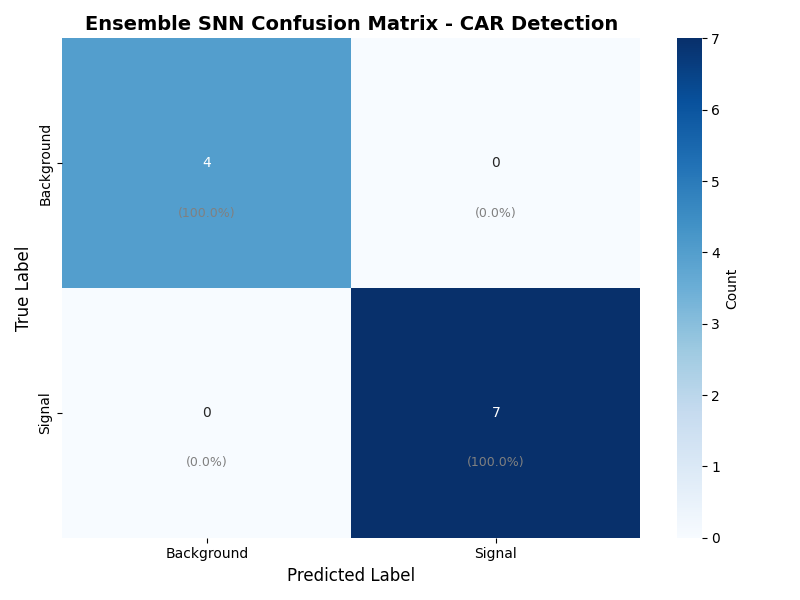 Ensemble SNN Confusion Matrix - CAR Detection
True Label
Background
4
(100.0%)
0
(0.0%)
Signal
0
(0.0%)
7
(100.0%)
Background
Signal
Predicted Label
7
6
5
4
3
2
1
0
Count